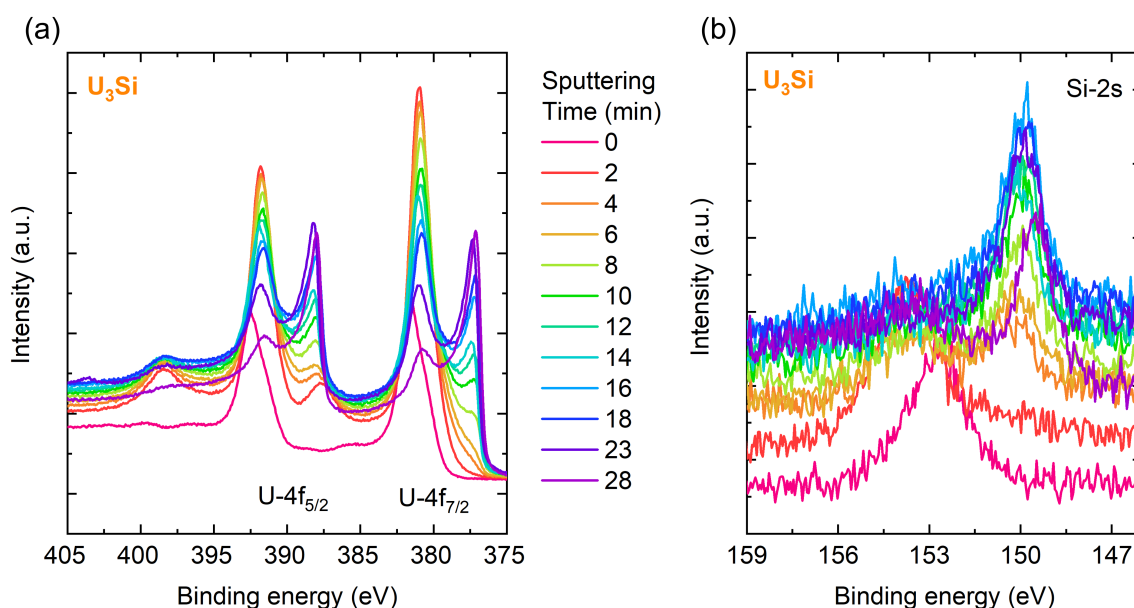 (a)
U₃Si
Intensity (a.u.)
405 400 395 390 385 380 375
Binding energy (eV)
U-4f₅/₂
U-4f₇/₂
Sputtering
Time (min)
0
2
4
6
8
10
12
14
16
18
23
28
(b)
U₃Si
Si-2s
Intensity (a.u.)
159 156 153 150 147
Binding energy (eV)